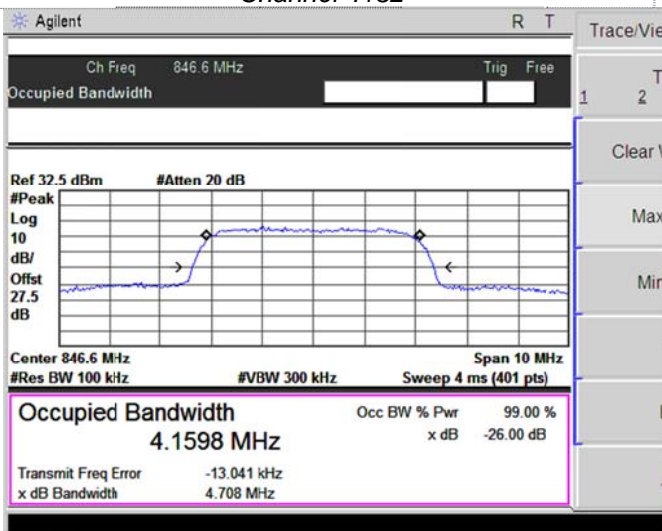 Agilent R T Trace/Vie
Ch Freq 846.6 MHz Trig Free
Occupied Bandwidth
1 2
Clear
Ref 32.5 dBm #Atten 20 dB
#Peak
Log
10
dB/
Offst
27.5
dB
Center 846.6 MHz Span 10 MHz
#Res BW 100 kHz #VBW 300 kHz Sweep 4 ms (401 pts)
Occupied Bandwidth Occ BW % Pwr 99.00 %
4.1598 MHz x dB -26.00 dB
Transmit Freq Error -13.041 kHz
x dB Bandwidth 4.708 MHz
Max
Min